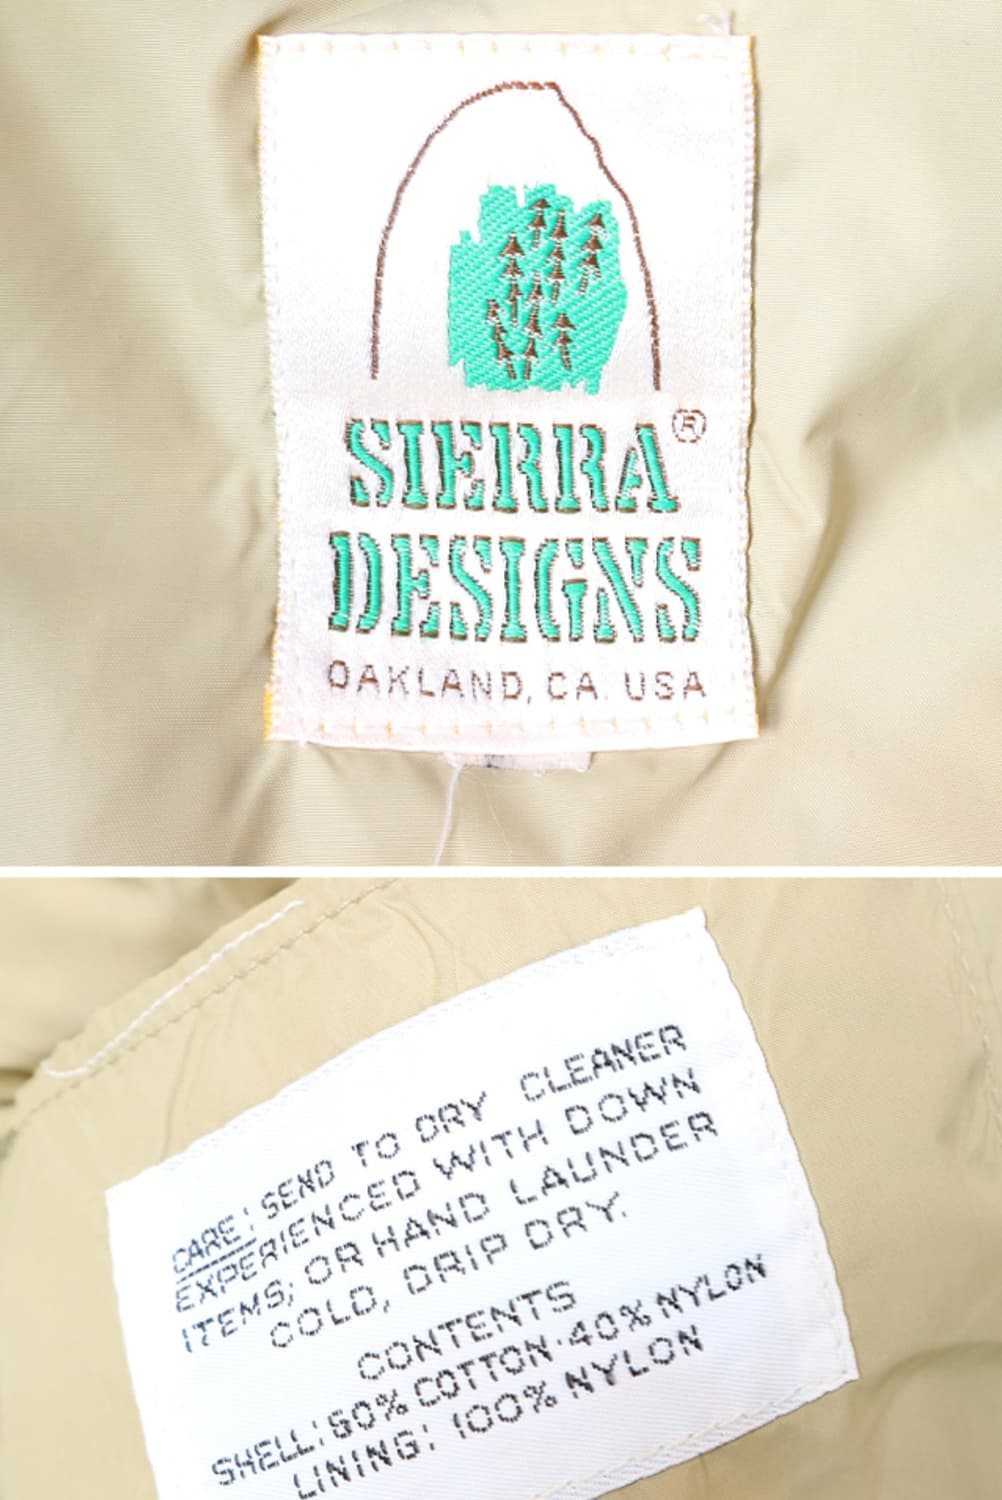 SIERRA®
DESIGNS
OAKLAND, CA. USA
CARE: SEND TO DRY CLEANER
EXPERIENCED WITH DOWN
ITEMS, OR HAND LAUNDER
COLD, DRIP DRY.
CONTENTS
SHELL: 60% COTTON·40% NYLON
LINING: 100% NYLON